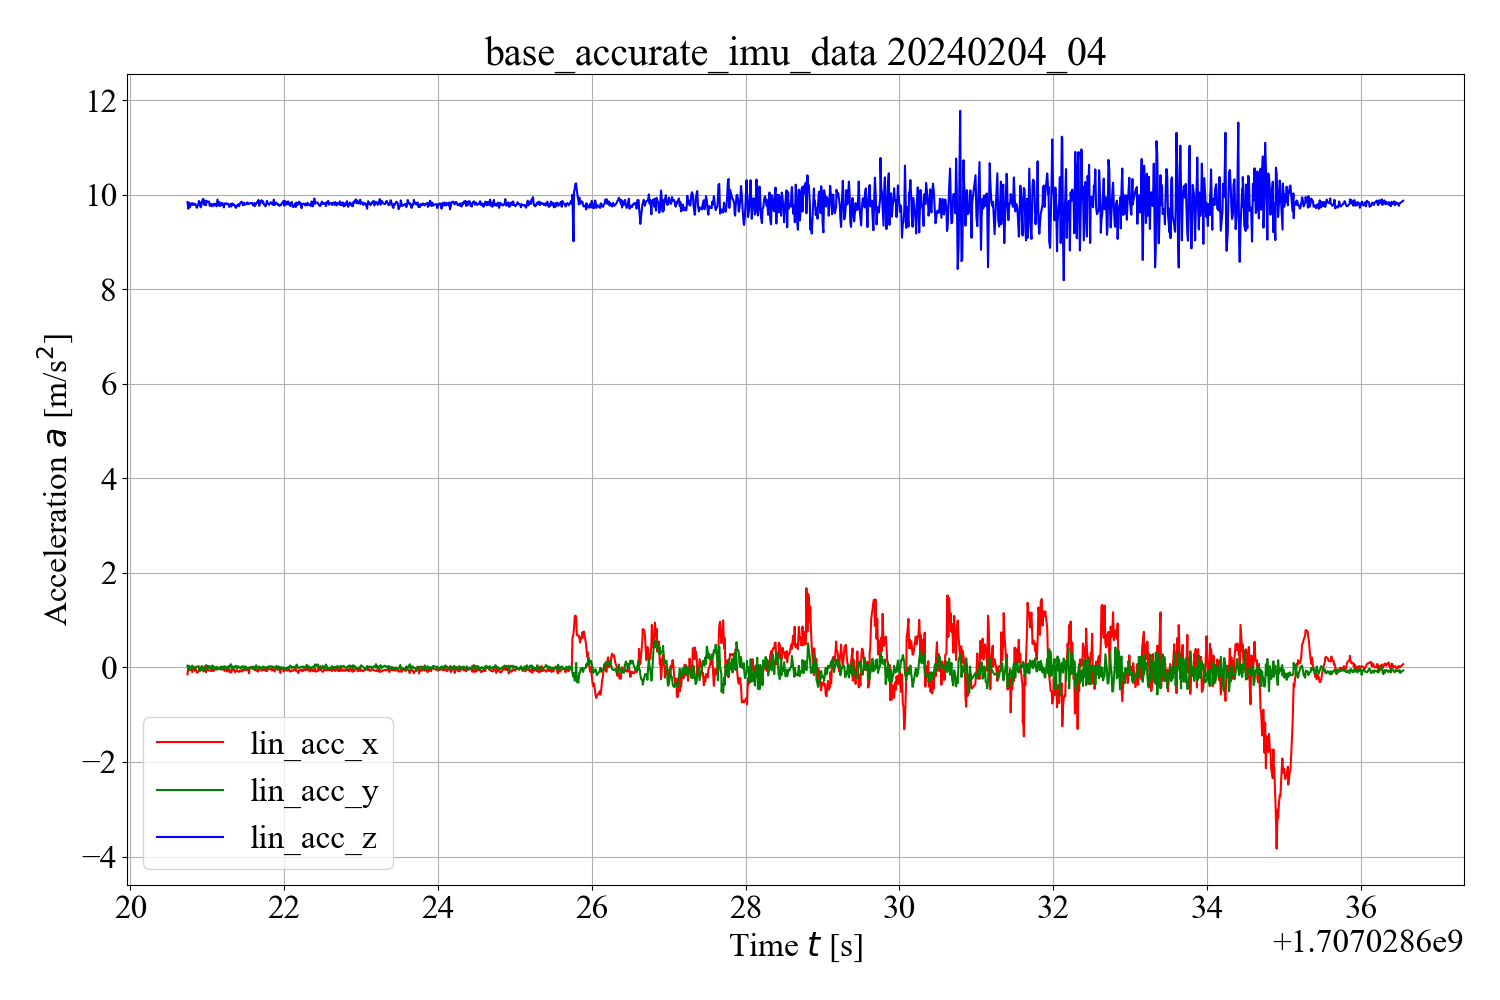 base_accurate_imu_data 20240204_04
Acceleration a [m/s²]
12
10
8
6
4
2
0
−2
−4
lin_acc_x
lin_acc_y
lin_acc_z
20 22 24 26 28 30 32 34 36
Time t [s]
+1.7070286e9